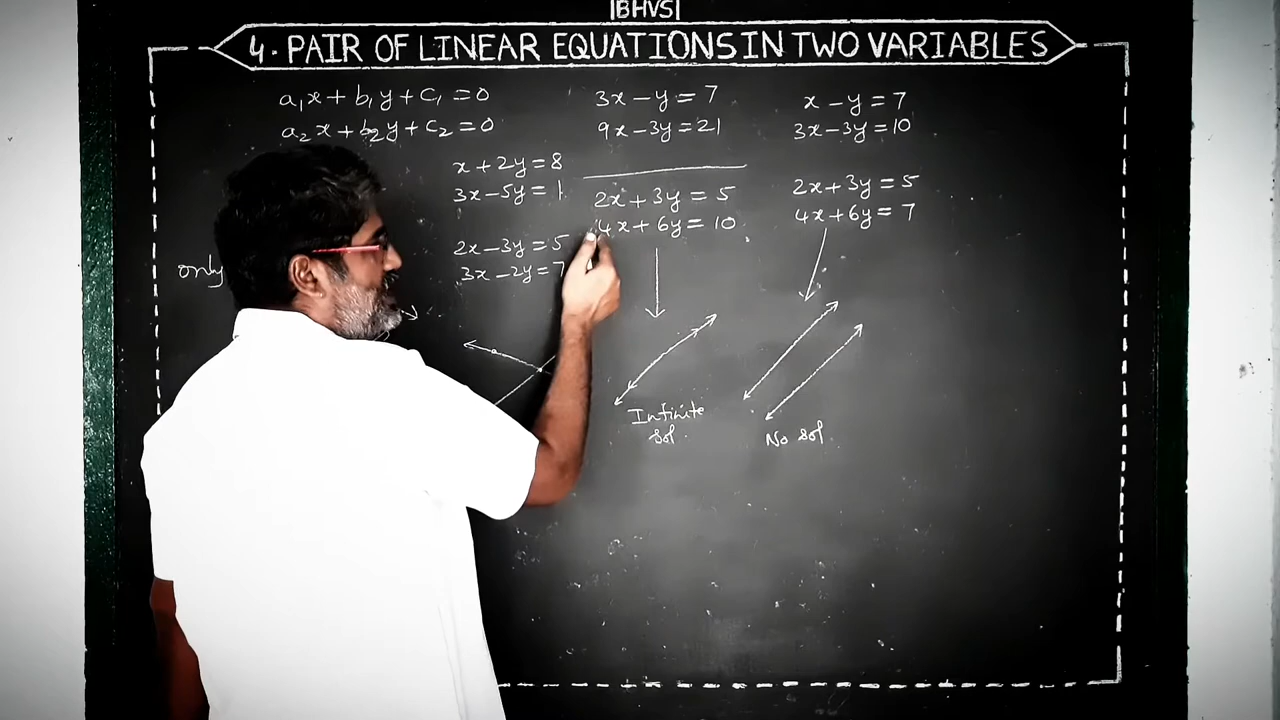 BHVS
4. PAIR OF LINEAR EQUATIONS IN TWO VARIABLES
a₁x + b₁y + c₁ = 0
a₂x + b₂y + c₂ = 0
x + 2y = 8
3x - 5y = 1
2x - 3y = 5
3x - 2y = 7
only
3x - y = 7
9x - 3y = 21
2x + 3y = 5
4x + 6y = 10
Infinite
sol.
x - y = 7
3x - 3y = 10
2x + 3y = 5
4x + 6y = 7
No sol.